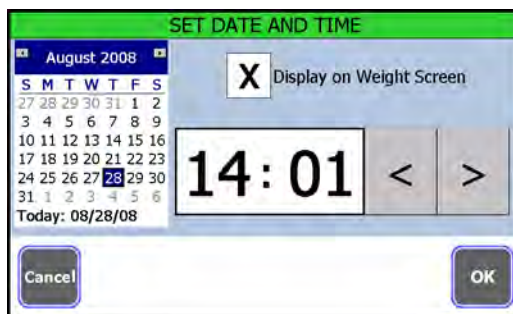 SET DATE AND TIME
August 2008
S M T W T F S
27 28 29 30 31 1 2
3 4 5 6 7 8 9
10 11 12 13 14 15 16
17 18 19 20 21 22 23
24 25 26 27 28 29 30
31 1 2 3 4 5 6
Today: 08/28/08
X Display on Weight Screen
14:01 < >
Cancel
OK